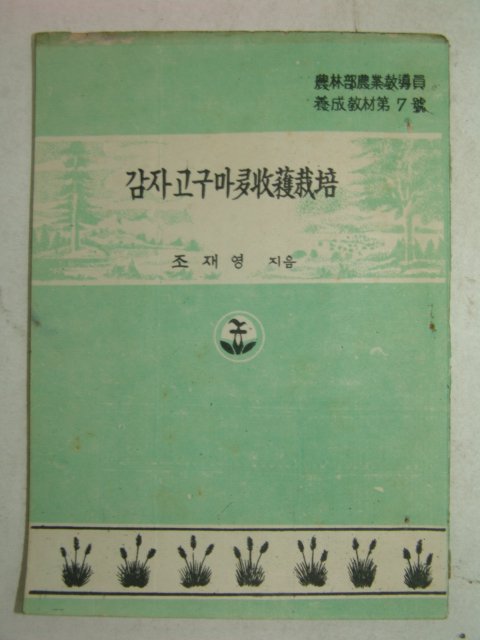 農林部農業敎導員
養成敎材第7號
감자고구마多收穫栽培
조재영 지음